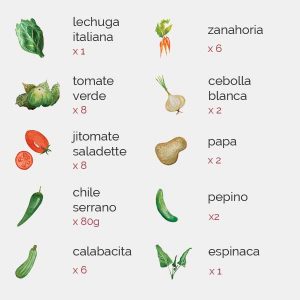 lechuga
italiana
x 1
tomate
verde
x 8
jitomate
saladette
x 8
chile
serrano
x 80g
calabacita
x 6
zanahoria
x 6
cebolla
blanca
x 2
papa
x 2
pepino
x2
espinaca
x 1